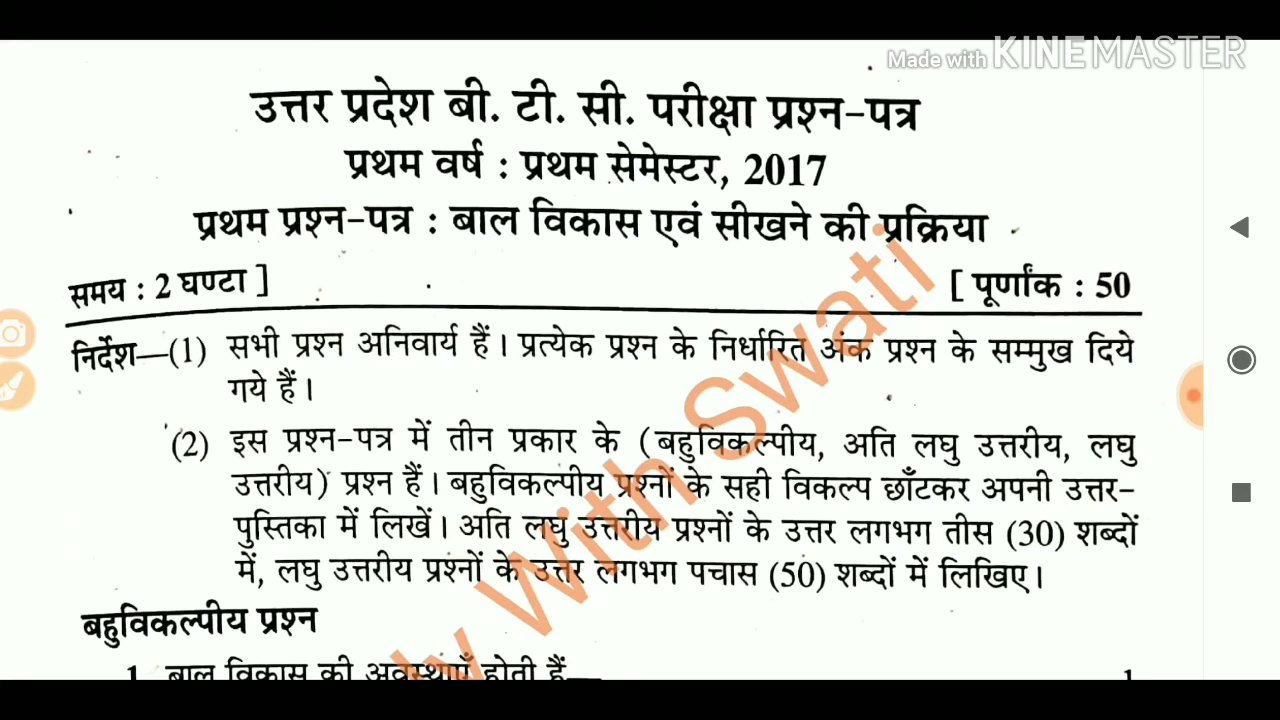 Made with KINEMASTER
उत्तर प्रदेश बी. टी. सी. परीक्षा प्रश्न-पत्र
प्रथम वर्ष : प्रथम सेमेस्टर, 2017
प्रथम प्रश्न-पत्र : बाल विकास एवं सीखने की प्रक्रिया
समय : 2 घण्टा ] [ पूर्णांक : 50
निर्देश—(1) सभी प्रश्न अनिवार्य हैं। प्रत्येक प्रश्न के निर्धारित अंक प्रश्न के सम्मुख दिये
गये हैं।
(2) इस प्रश्न-पत्र में तीन प्रकार के (बहुविकल्पीय, अति लघु उत्तरीय, लघु
उत्तरीय) प्रश्न हैं। बहुविकल्पीय प्रश्नों के सही विकल्प छाँटकर अपनी उत्तर-
पुस्तिका में लिखें। अति लघु उत्तरीय प्रश्नों के उत्तर लगभग तीस (30) शब्दों
में, लघु उत्तरीय प्रश्नों के उत्तर लगभग पचास (50) शब्दों में लिखिए।
बहुविकल्पीय प्रश्न
1. बाल विकास की अवस्थाएँ होती हैं— 1
With Swati